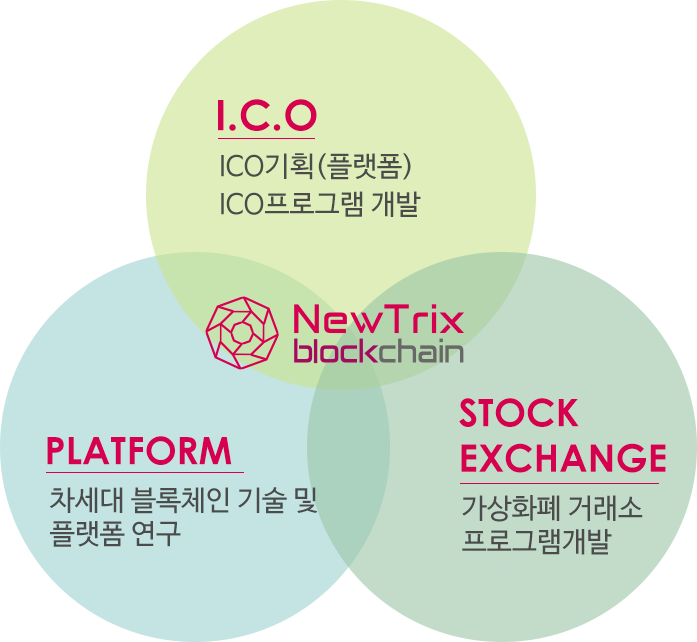 I.C.O
ICO기획(플랫폼)
ICO프로그램 개발
NewTrix
blockchain
PLATFORM
차세대 블록체인 기술 및
플랫폼 연구
STOCK
EXCHANGE
가상화폐 거래소
프로그램개발